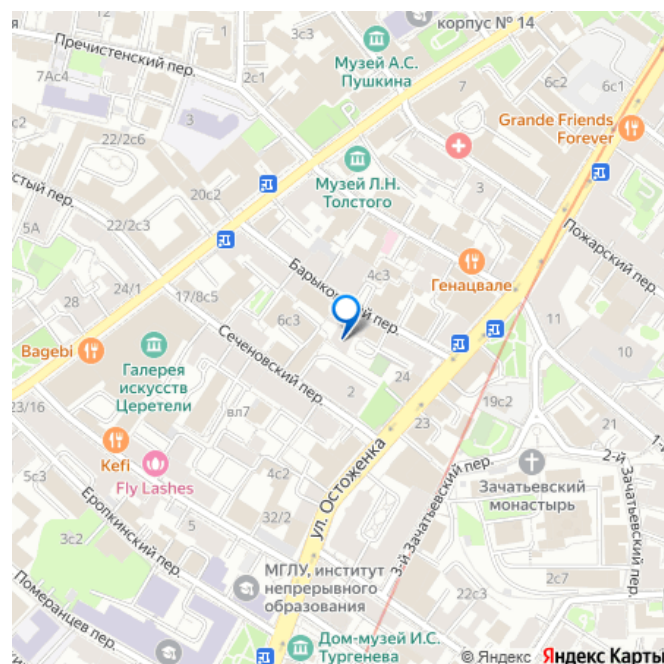 корпус № 14
Пречистенский пер.
Музей А.С.
Пушкина
7Ас4
2с1
7
6с2
6с1
3
22/2с6
Grande Friends
Forever
Музей Л.Н.
Толстого
3
20с2
стый пер.
5А
22/2с3
Пожарский пер.
4с3
Генацвале
Барыковский пер.
28
24/1
17/8с5
6с3
11
10
Bagebi
Галерея
искусств
Церетели
Сеченовский пер.
24
2
19с2
1-
23/16
вл7
23
Kefi
Fly Lashes
ул. Остоженка
2-й
Зачатьевский пер.
Зачатьевский
монастырь
5с3
4с2
5
Еропкинский пер.
32/2
3-й Зачатьевский пер.
3с2
МГЛУ, институт
непрерывного
образования
2с7
22с3
Померанцев пер.
Дом-музей И.С.
Тургенева
© Яндекс Яндекс Карты